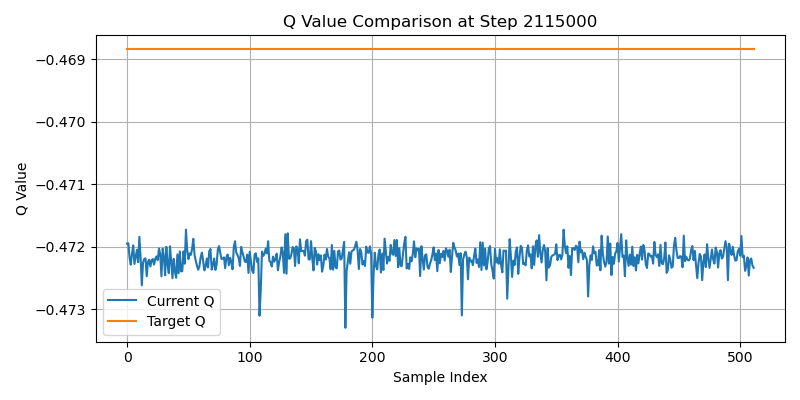 Q Value Comparison at Step 2115000
Q Value
−0.469
−0.470
−0.471
−0.472
−0.473
Current Q
Target Q
0
100
200
300
400
500
Sample Index